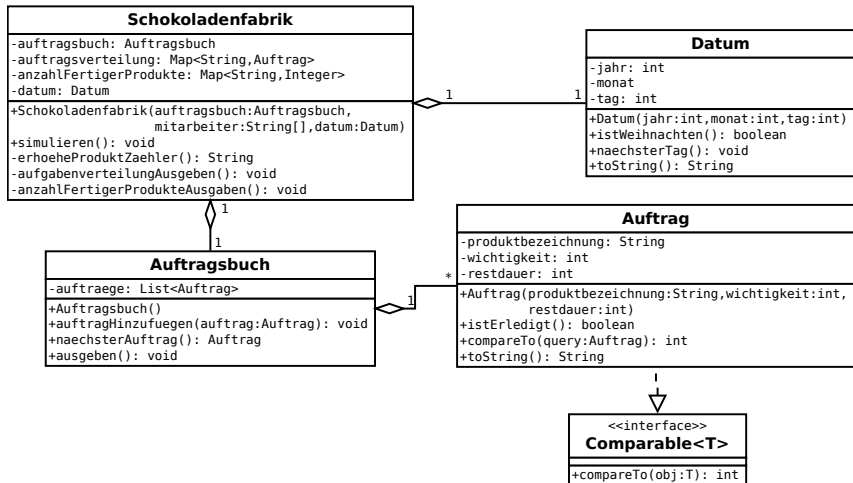 Schokoladenfabrik
-auftragsbuch: Auftragsbuch
-auftragsverteilung: Map<String,Auftrag>
-anzahlFertigerProdukte: Map<String,Integer>
-datum: Datum
+Schokoladenfabrik(auftragsbuch:Auftragsbuch,
mitarbeiter:String[],datum:Datum)
+simulieren(): void
-erhoeheProduktZaehler(): String
-aufgabenverteilungAusgeben(): void
-anzahlFertigerProdukteAusgaben(): void
1
1
Datum
-jahr: int
-monat
-tag: int
+Datum(jahr:int,monat:int,tag:int)
+istWeihnachten(): boolean
+naechsterTag(): void
+toString(): String
1
1
Auftragsbuch
-auftraege: List<Auftrag>
+Auftragsbuch()
+auftragHinzufuegen(auftrag:Auftrag): void
+naechsterAuftrag(): Auftrag
+ausgeben(): void
1
*
Auftrag
-produktbezeichnung: String
-wichtigkeit: int
-restdauer: int
+Auftrag(produktbezeichnung:String,wichtigkeit:int,
restdauer:int)
+istErledigt(): boolean
+compareTo(query:Auftrag): int
+toString(): String
<<interface>>
Comparable<T>
+compareTo(obj:T): int